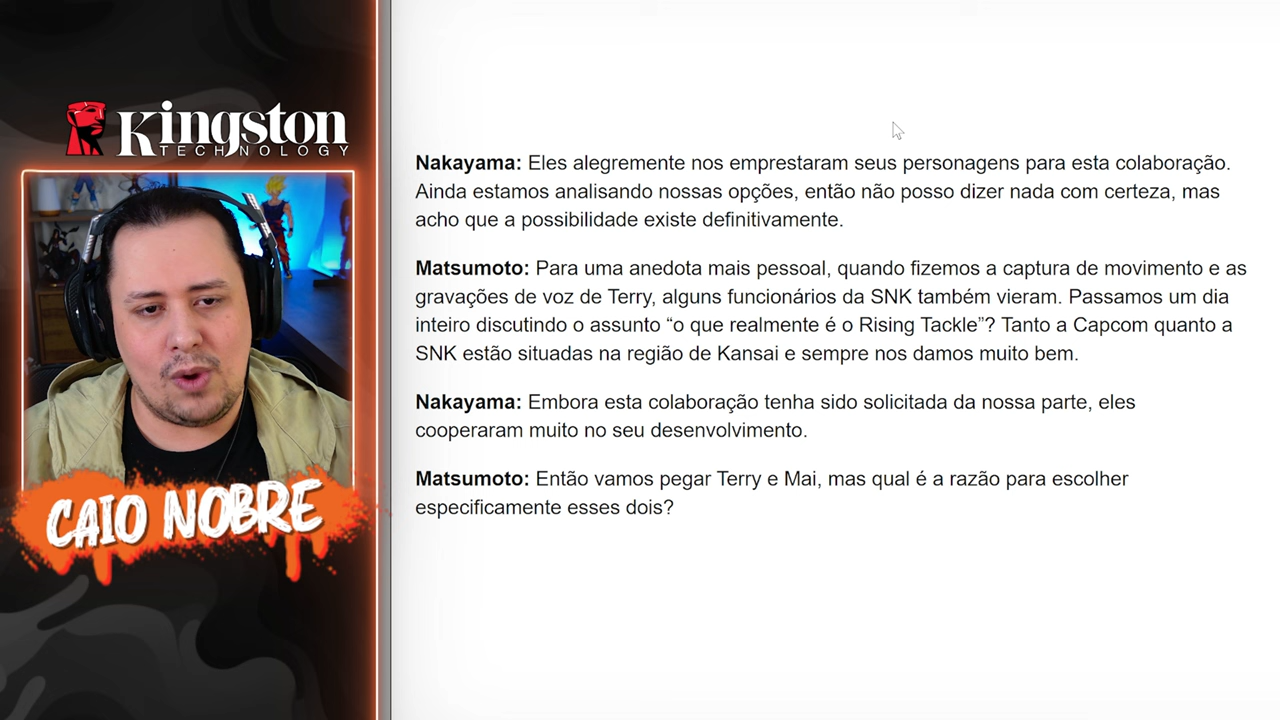 Kingston
TECHNOLOGY
CAIO NOBRE
Nakayama: Eles alegremente nos emprestaram seus personagens para esta colaboração.
Ainda estamos analisando nossas opções, então não posso dizer nada com certeza, mas
acho que a possibilidade existe definitivamente.
Matsumoto: Para uma anedota mais pessoal, quando fizemos a captura de movimento e as
gravações de voz de Terry, alguns funcionários da SNK também vieram. Passamos um dia
inteiro discutindo o assunto “o que realmente é o Rising Tackle”? Tanto a Capcom quanto a
SNK estão situadas na região de Kansai e sempre nos damos muito bem.
Nakayama: Embora esta colaboração tenha sido solicitada da nossa parte, eles
cooperaram muito no seu desenvolvimento.
Matsumoto: Então vamos pegar Terry e Mai, mas qual é a razão para escolher
especificamente esses dois?